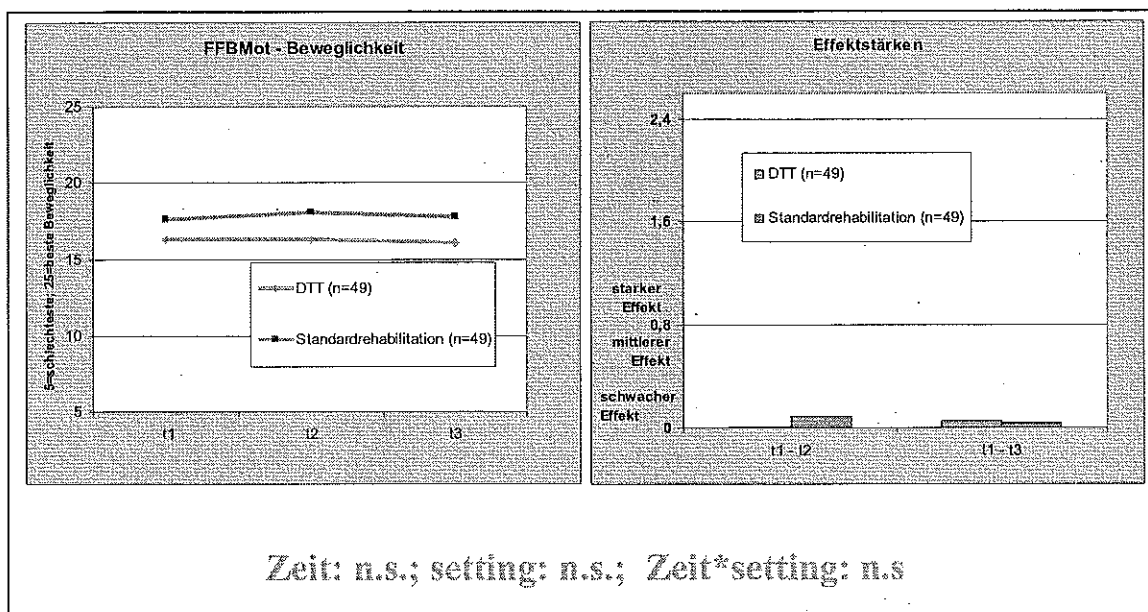 FFBMot - Beweglichkeit
5=schlechteste; 25=beste Beweglichkeit
25
20
15
10
5
DTT (n=49)
Standardrehabilitation (n=49)
t1
t2
t3
Effektstärken
2,4
1,6
starker
Effekt
0,8
mittlerer
Effekt
schwacher
Effekt
0
DTT (n=49)
Standardrehabilitation (n=49)
t1 - t2
t1 - t3
Zeit: n.s.; setting: n.s.; Zeit*setting: n.s